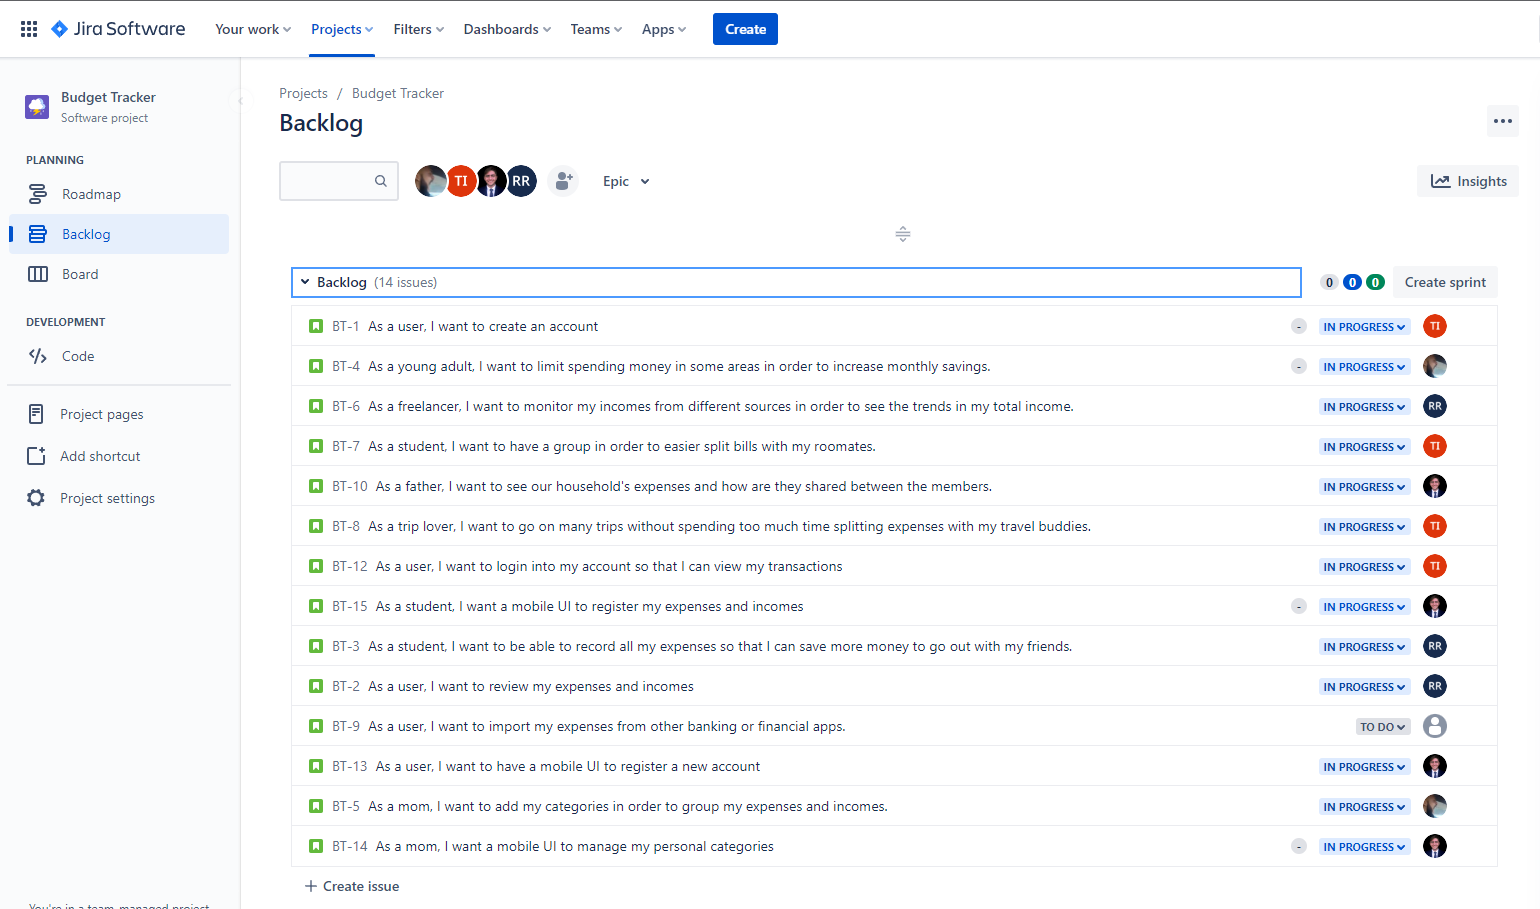 Jira Software Your work Projects Filters Dashboards Teams Apps Create
Budget Tracker
Software project
PLANNING
Roadmap
Backlog
Board
DEVELOPMENT
Code
Project pages
Add shortcut
Project settings
You're in a team-managed project
Projects / Budget Tracker
Backlog
TI RR Epic Insights
Backlog (14 issues) 0 0 0 Create sprint
BT-1 As a user, I want to create an account - IN PROGRESS TI
BT-4 As a young adult, I want to limit spending money in some areas in order to increase monthly savings. - IN PROGRESS
BT-6 As a freelancer, I want to monitor my incomes from different sources in order to see the trends in my total income. IN PROGRESS RR
BT-7 As a student, I want to have a group in order to easier split bills with my roomates. IN PROGRESS TI
BT-10 As a father, I want to see our household's expenses and how are they shared between the members. IN PROGRESS
BT-8 As a trip lover, I want to go on many trips without spending too much time splitting expenses with my travel buddies. IN PROGRESS TI
BT-12 As a user, I want to login into my account so that I can view my transactions IN PROGRESS TI
BT-15 As a student, I want a mobile UI to register my expenses and incomes - IN PROGRESS
BT-3 As a student, I want to be able to record all my expenses so that I can save more money to go out with my friends. IN PROGRESS RR
BT-2 As a user, I want to review my expenses and incomes IN PROGRESS RR
BT-9 As a user, I want to import my expenses from other banking or financial apps. TO DO
BT-13 As a user, I want to have a mobile UI to register a new account IN PROGRESS
BT-5 As a mom, I want to add my categories in order to group my expenses and incomes. IN PROGRESS
BT-14 As a mom, I want a mobile UI to manage my personal categories - IN PROGRESS
+ Create issue